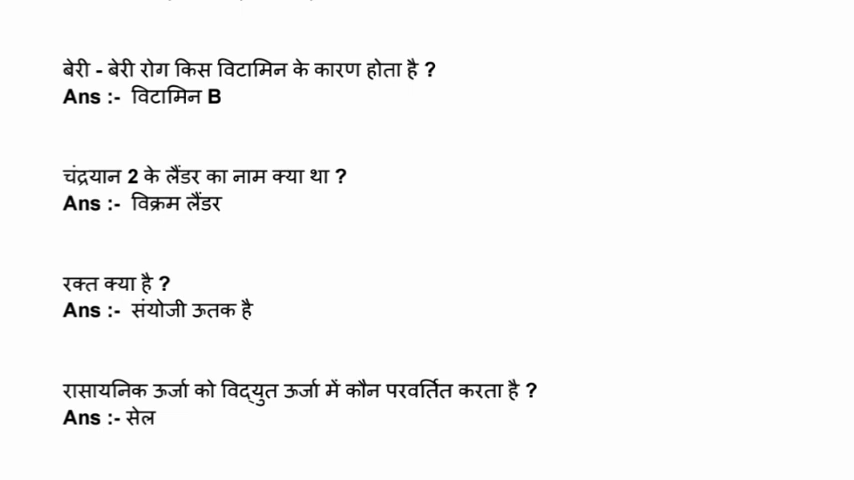 बेरी - बेरी रोग किस विटामिन के कारण होता है ?
Ans :- विटामिन B
चंद्रयान 2 के लैंडर का नाम क्या था ?
Ans :- विक्रम लैंडर
रक्त क्या है ?
Ans :- संयोजी ऊतक है
रासायनिक ऊर्जा को विद्युत ऊर्जा में कौन परवर्तित करता है ?
Ans :- सेल